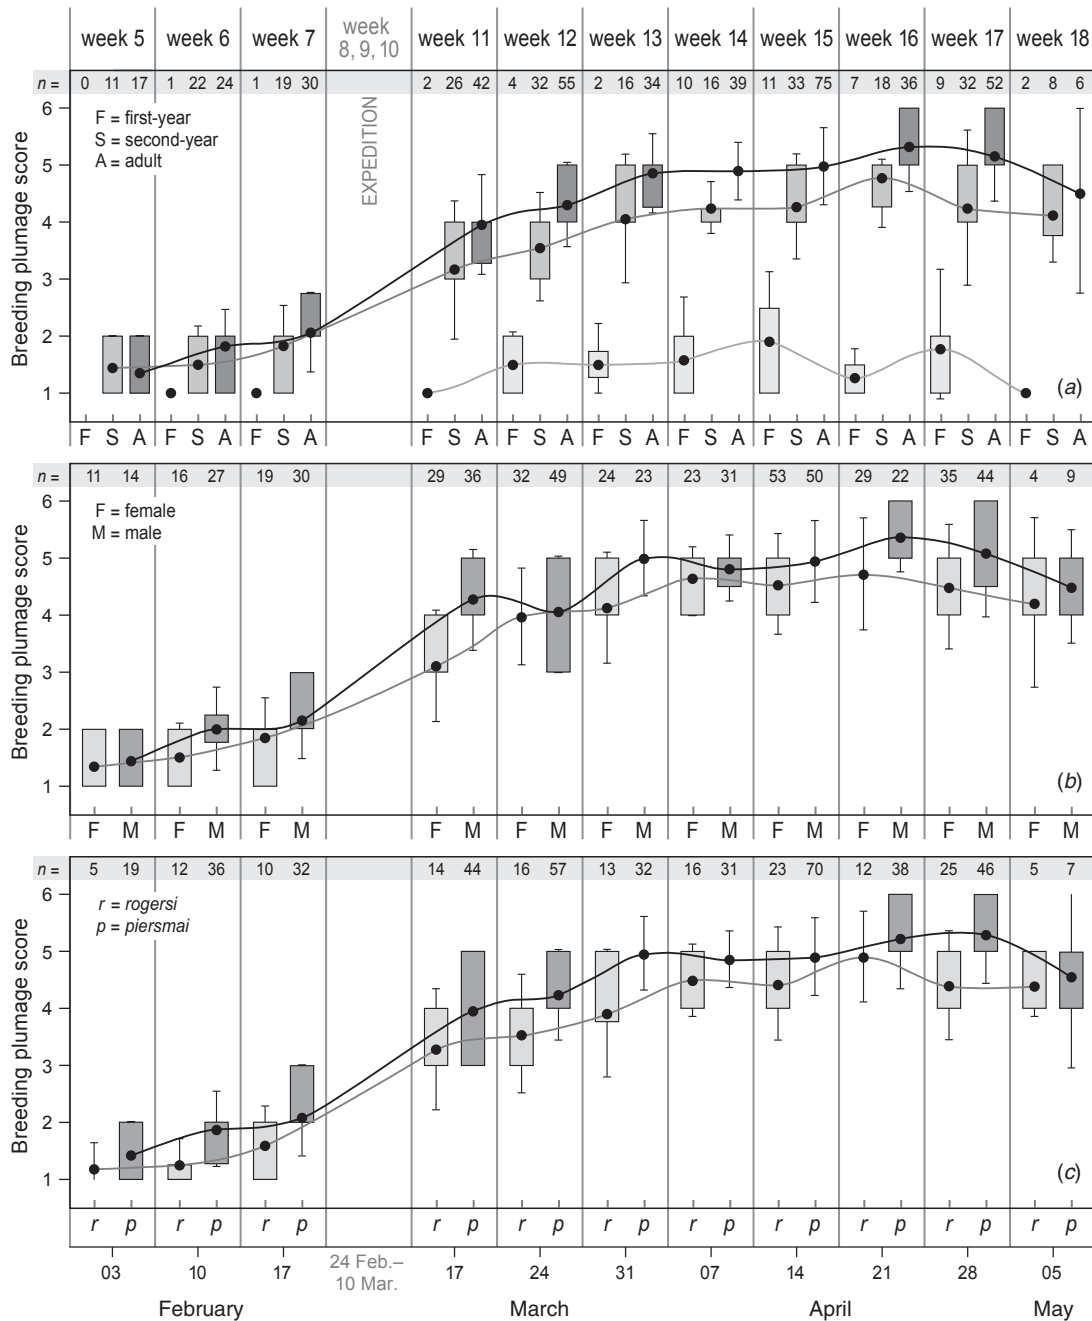 week 5 week 6 week 7 week 8, 9, 10 week 11 week 12 week 13 week 14 week 15 week 16 week 17 week 18
n = 0 11 17 1 22 24 1 19 30 2 26 42 4 32 55 2 16 34 10 16 39 11 33 75 7 18 36 9 32 52 2 8 6
F = first-year
S = second-year
A = adult
EXPEDITION
Breeding plumage score
6
5
4
3
2
1
(a)
F S A F S A F S A F S A F S A F S A F S A F S A F S A F S A F S A
n = 11 14 16 27 19 30 29 36 32 49 24 23 23 31 53 50 29 22 35 44 4 9
F = female
M = male
Breeding plumage score
6
5
4
3
2
1
(b)
F M F M F M F M F M F M F M F M F M F M F M
n = 5 19 12 36 10 32 14 44 16 57 13 32 16 31 23 70 12 38 25 46 5 7
r = rogersi
p = piersmai
Breeding plumage score
6
5
4
3
2
1
(c)
r p r p r p r p r p r p r p r p r p r p r p
03 10 17 24 Feb.– 17 24 31 07 14 21 28 05
10 Mar.
February March April May